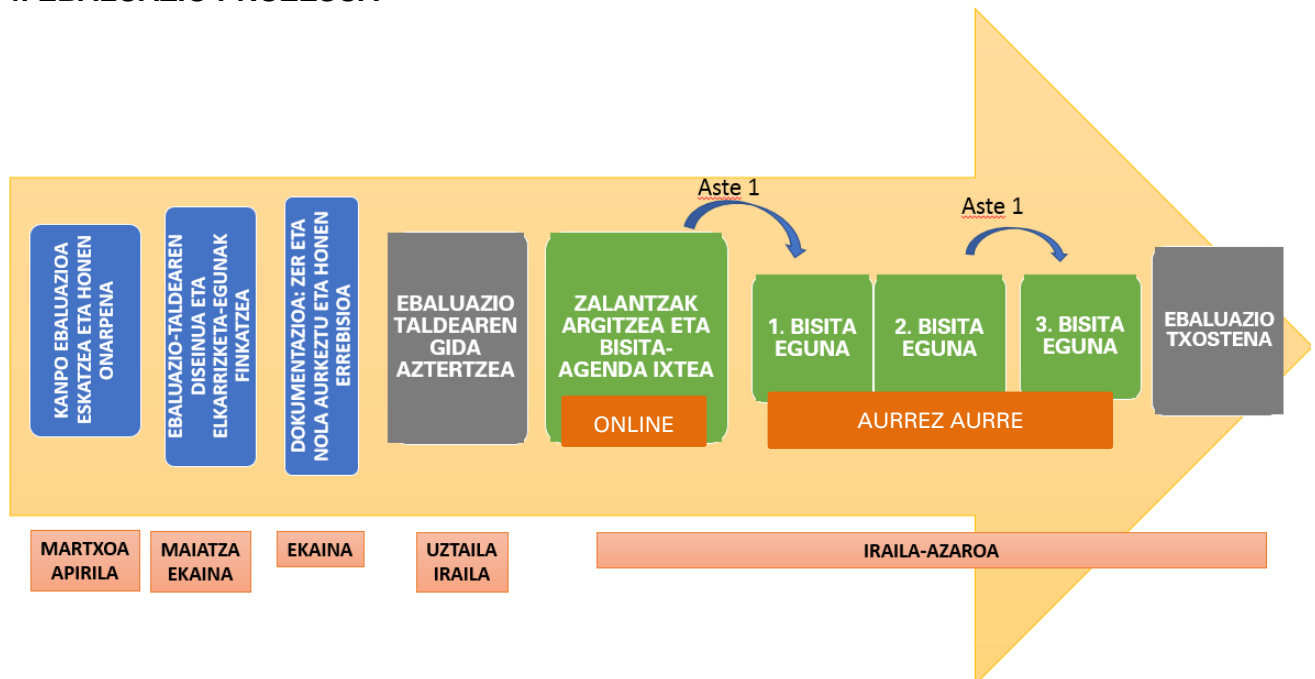 KANPO EBALUAZIOA
ESKATZEA ETA HONEN
ONARPENA
EBALUAZIO-TALDEAREN
DISEINUA ETA
ELKARRIZKETA-EGUNAK
FINKATZEA
DOKUMENTAZIOA: ZER ETA
NOLA AURKEZTU ETA HONEN
ERREBISIOA
EBALUAZIO
TALDEAREN
GIDA
AZTERTZEA
ZALANTZAK
ARGITZEA ETA
BISITA-
AGENDA IXTEA
ONLINE
Aste 1
1. BISITA
EGUNA
2. BISITA
EGUNA
Aste 1
3. BISITA
EGUNA
AURREZ AURRE
EBALUAZIO
TXOSTENA
MARTXOA
APIRILA
MAIATZA
EKAINA
EKAINA
UZTAILA
IRAILA
IRAILA-AZAROA